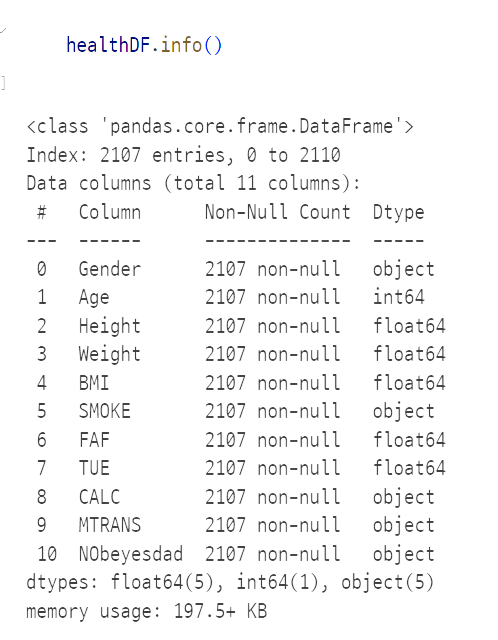 healthDF.info()
<class 'pandas.core.frame.DataFrame'>
Index: 2107 entries, 0 to 2110
Data columns (total 11 columns):
 #   Column      Non-Null Count  Dtype
---  ------      --------------  -----
 0   Gender      2107 non-null   object
 1   Age         2107 non-null   int64
 2   Height      2107 non-null   float64
 3   Weight      2107 non-null   float64
 4   BMI         2107 non-null   float64
 5   SMOKE       2107 non-null   object
 6   FAF         2107 non-null   float64
 7   TUE         2107 non-null   float64
 8   CALC        2107 non-null   object
 9   MTRANS      2107 non-null   object
 10  NObeyesdad  2107 non-null   object
dtypes: float64(5), int64(1), object(5)
memory usage: 197.5+ KB